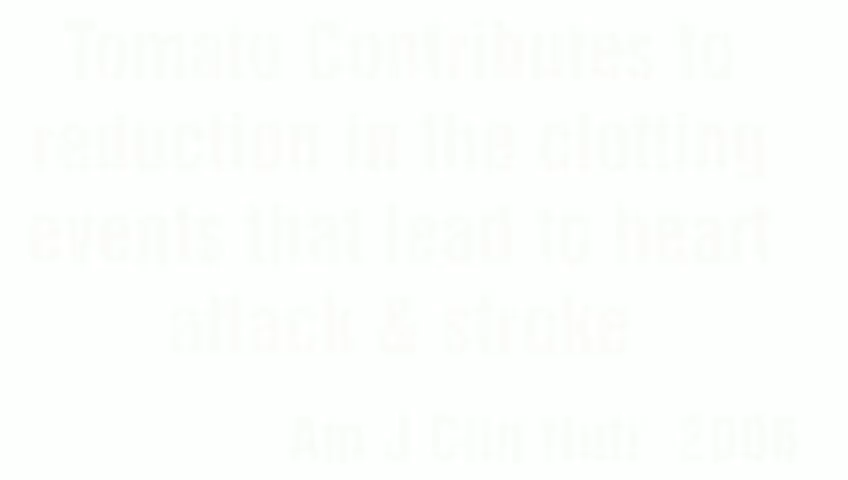 Tomato Contributes to
reduction in the clotting
events that lead to heart
attack & stroke
Am J Clin Nutr 2006